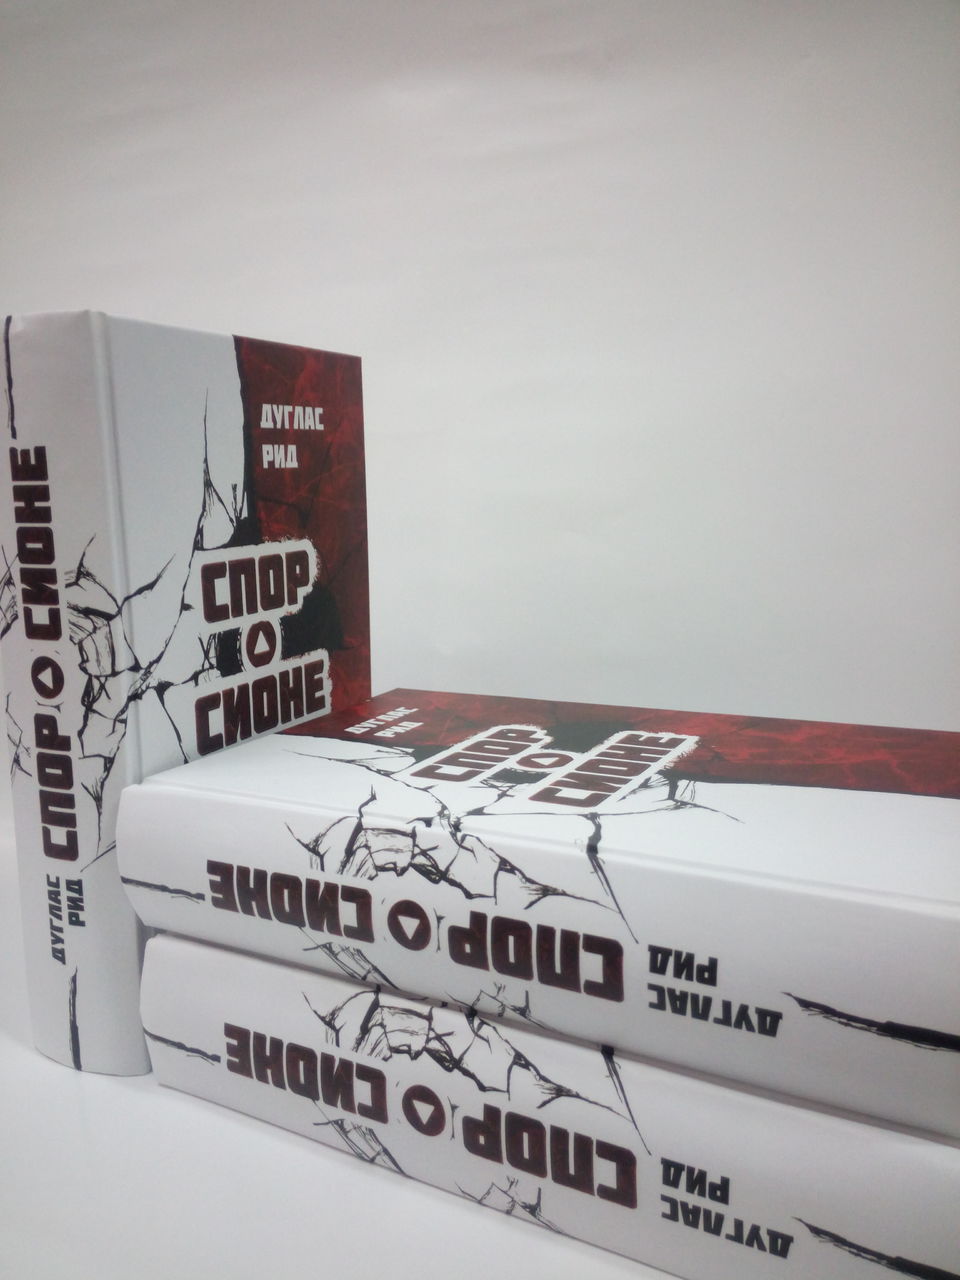 ДУГЛАС
РИД
СПОР
О
СИОНЕ
ДУГЛАС
РИД
СПОР О СИОНЕ
ДУГЛАС
РИД
СПОР
О
СИОНЕ
ДУГЛАС
РИД
СПОР О СИОНЕ
ДУГЛАС
РИД
СПОР О СИОНЕ